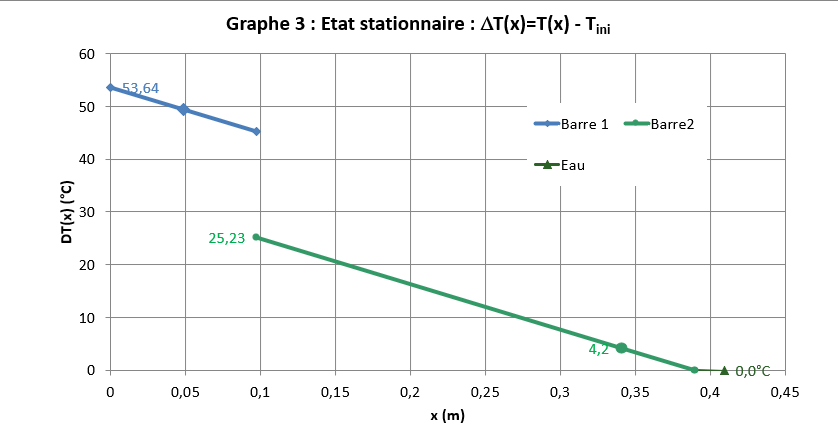 Graphe 3 : Etat stationnaire : ΔT(x)=T(x) - Tini
60
50
40
30
20
10
0
DT(x) (°C)
53,64
25,23
4,2
0,0°C
Barre 1
Barre2
Eau
0 0,05 0,1 0,15 0,2 0,25 0,3 0,35 0,4 0,45
x (m)